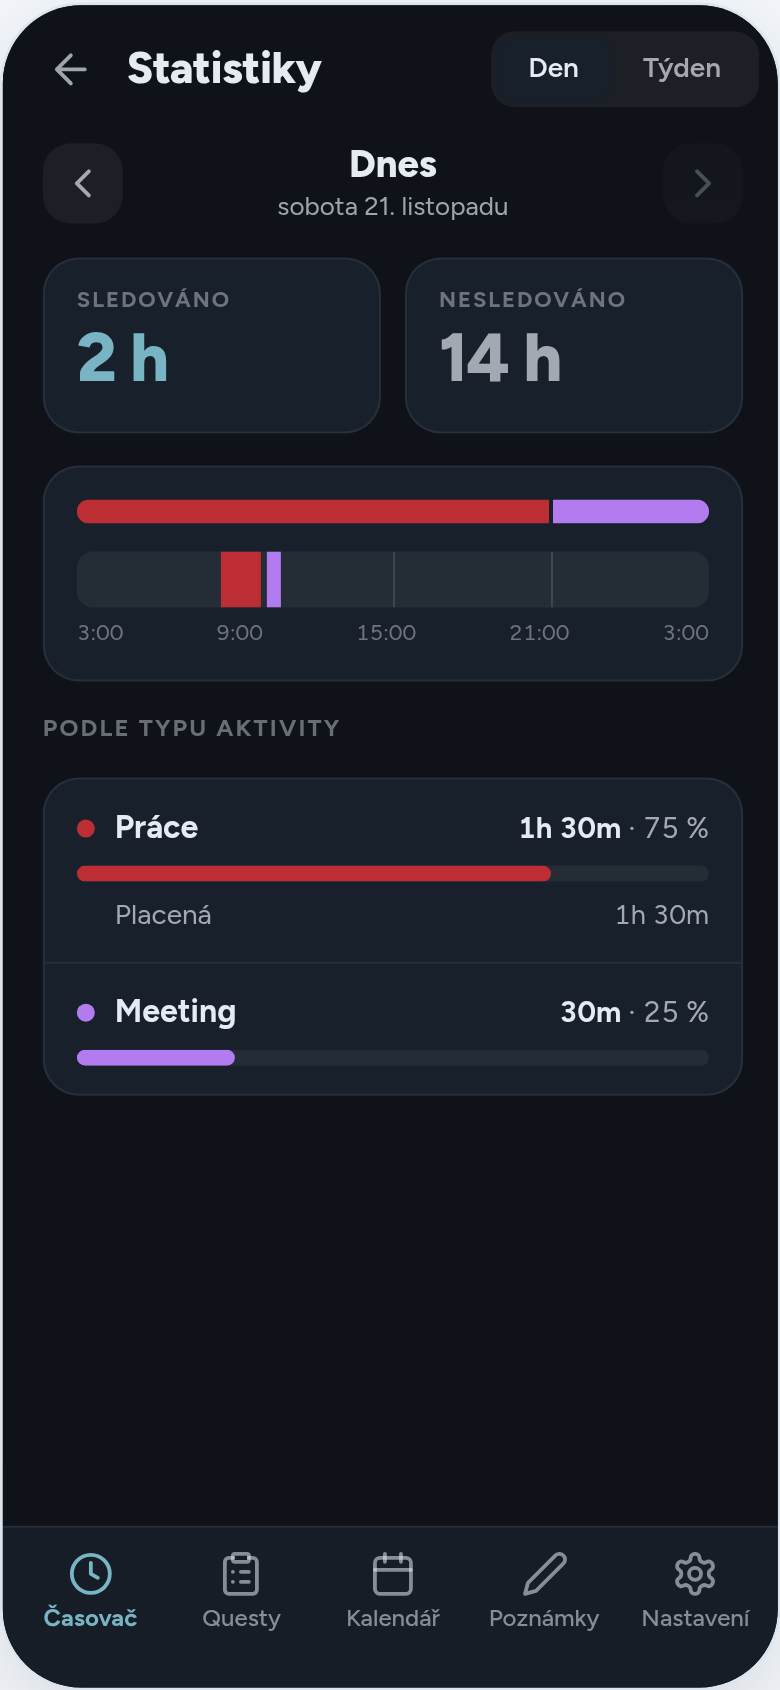 Statistiky
Den
Týden
Dnes
sobota 21. listopadu
SLEDOVÁNO
2 h
NESLEDOVÁNO
14 h
3:00
9:00
15:00
21:00
3:00
PODLE TYPU AKTIVITY
Práce
1h 30m · 75 %
Placená
1h 30m
Meeting
30m · 25 %
Časovač
Questy
Kalendář
Poznámky
Nastavení